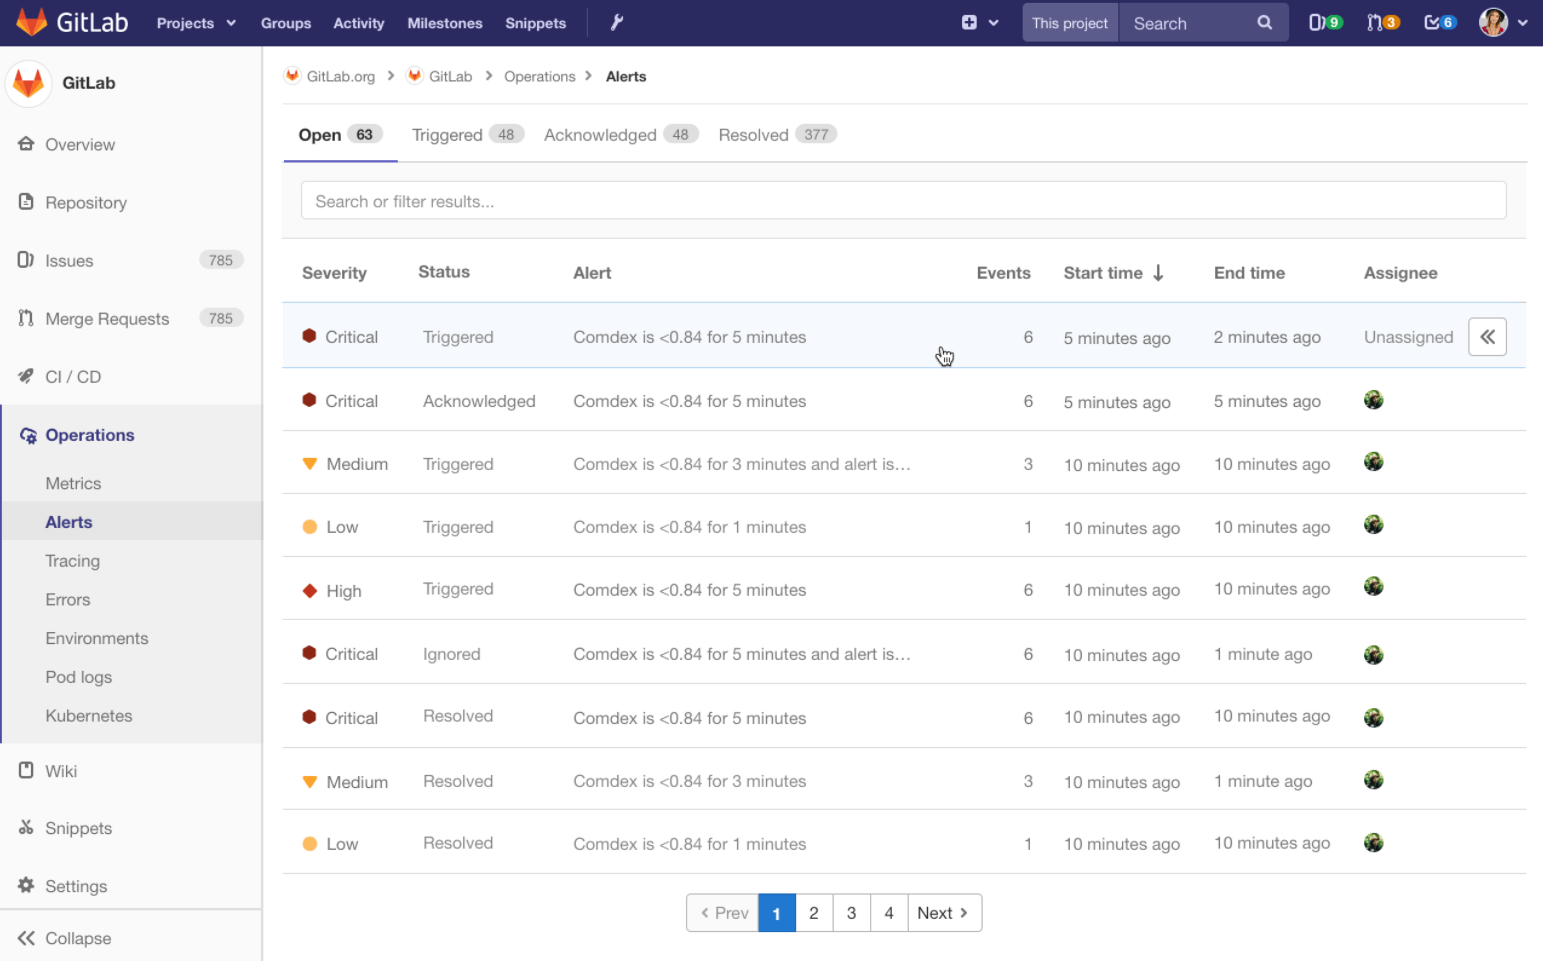 GitLab Projects Groups Activity Milestones Snippets This project Search 9 3 6
GitLab
Overview
Repository
Issues 785
Merge Requests 785
CI / CD
Operations
Metrics
Alerts
Tracing
Errors
Environments
Pod logs
Kubernetes
Wiki
Snippets
Settings
Collapse
GitLab.org GitLab Operations Alerts
Open 63 Triggered 48 Acknowledged 48 Resolved 377
Search or filter results...
Severity Status Alert Events Start time End time Assignee
Critical Triggered Comdex is <0.84 for 5 minutes 6 5 minutes ago 2 minutes ago Unassigned
Critical Acknowledged Comdex is <0.84 for 5 minutes 6 5 minutes ago 5 minutes ago
Medium Triggered Comdex is <0.84 for 3 minutes and alert is... 3 10 minutes ago 10 minutes ago
Low Triggered Comdex is <0.84 for 1 minutes 1 10 minutes ago 10 minutes ago
High Triggered Comdex is <0.84 for 5 minutes 6 10 minutes ago 10 minutes ago
Critical Ignored Comdex is <0.84 for 5 minutes and alert is... 6 10 minutes ago 1 minute ago
Critical Resolved Comdex is <0.84 for 5 minutes 6 10 minutes ago 10 minutes ago
Medium Resolved Comdex is <0.84 for 3 minutes 3 10 minutes ago 1 minute ago
Low Resolved Comdex is <0.84 for 1 minutes 1 10 minutes ago 10 minutes ago
Prev 1 2 3 4 Next